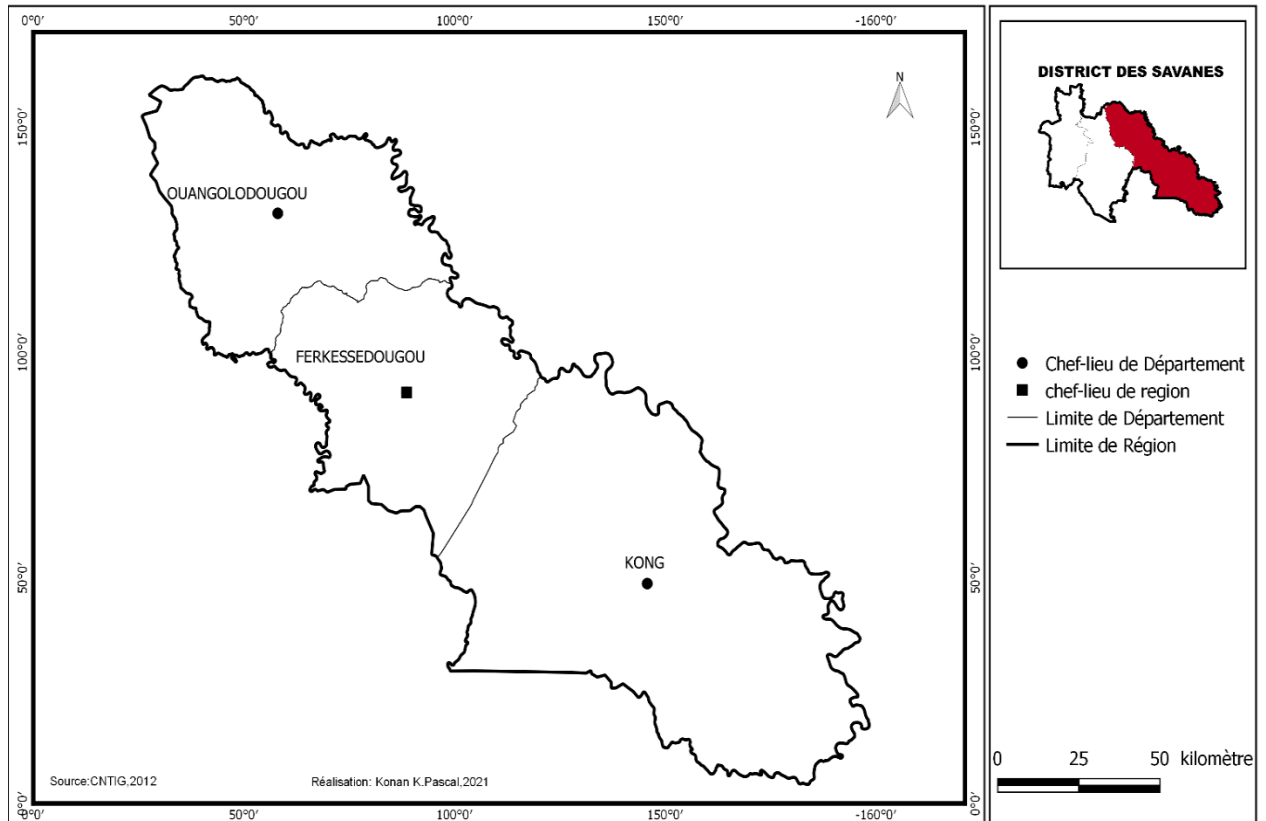 0°0' 50°0' 100°0' 150°0' -160°0'
150°0'
150°0'
N
OUANGOLODOUGOU
100°0'
100°0'
FERKESSEDOUGOU
50°0'
50°0'
KONG
Source:CNTIG,2012
Réalisation: Konan K.Pascal,2021
0°0'
0°0'
0°0' 50°0' 100°0' 150°0' -160°0'
DISTRICT DES SAVANES
Chef-lieu de Département
chef-lieu de region
Limite de Département
Limite de Région
0 25 50 kilomètre